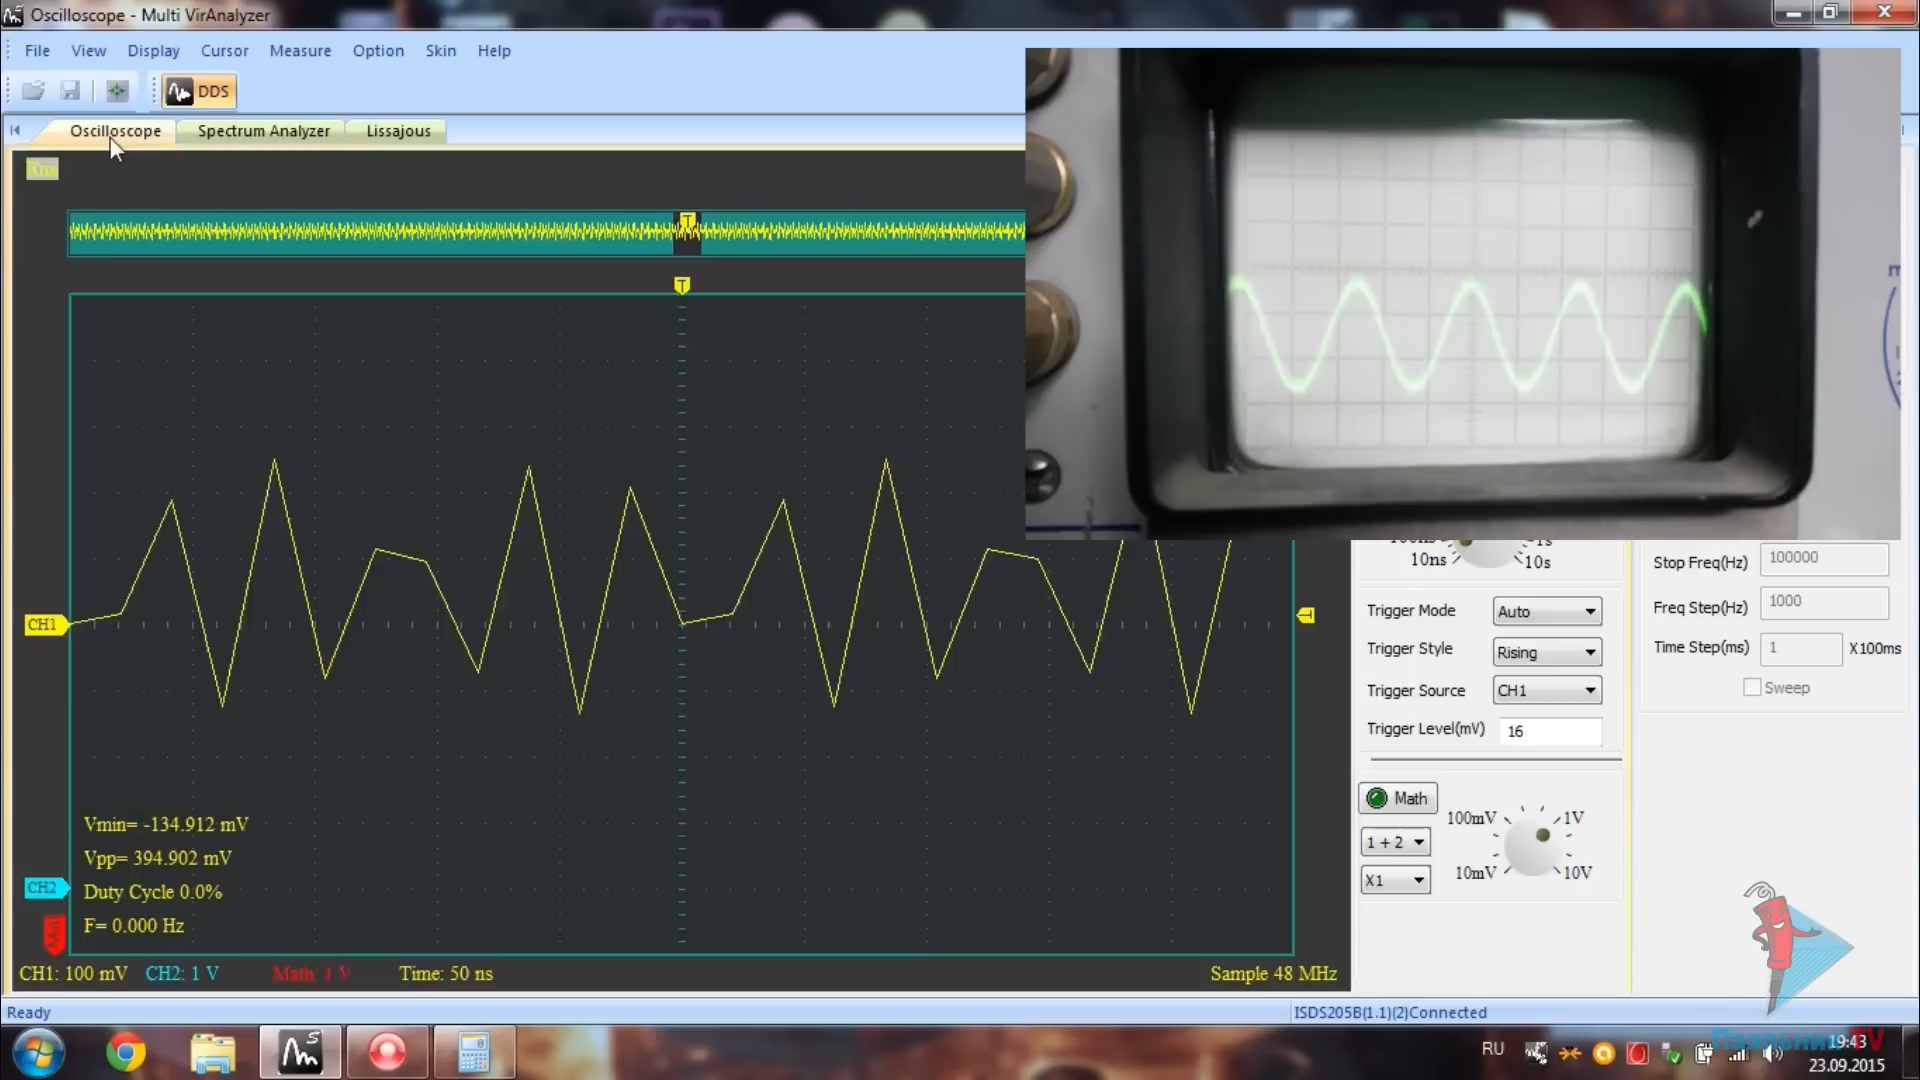 Oscilloscope - Multi VirAnalyzer
File View Display Cursor Measure Option Skin Help
DDS
Oscilloscope Spectrum Analyzer Lissajous
T
T
CH1
Vmin= -134.912 mV
Vpp= 394.902 mV
Duty Cycle 0.0%
F= 0.000 Hz
CH2
CH1: 100 mV CH2: 1 V Math 1 V Time: 50 ns Sample 48 MHz
10ns 10s
1s
Trigger Mode Auto
Trigger Style Rising
Trigger Source CH1
Trigger Level(mV) 16
Math
1 + 2
X1
100mV 1V
10mV 10V
Stop Freq(Hz) 100000
Freq Step(Hz) 1000
Time Step(ms) 1 X100ms
Sweep
Ready ISDS205B(1.1)(2)Connected
S
RU
19:43
23.09.2015